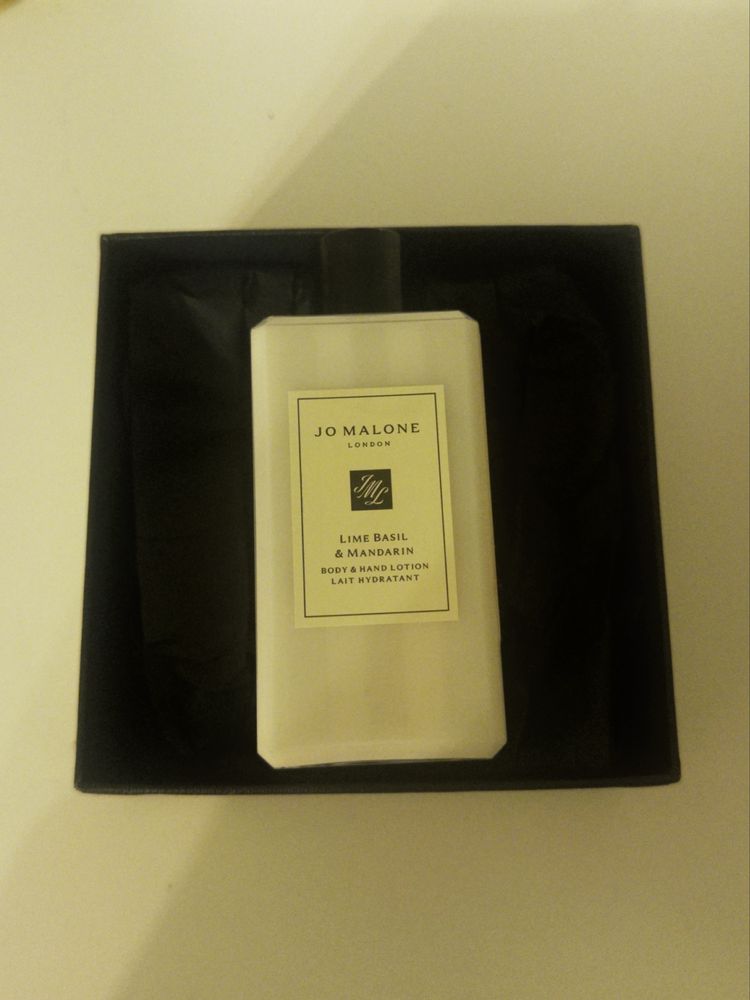 JO MALONE
LONDON
JML
LIME BASIL
& MANDARIN
BODY & HAND LOTION
LAIT HYDRATANT